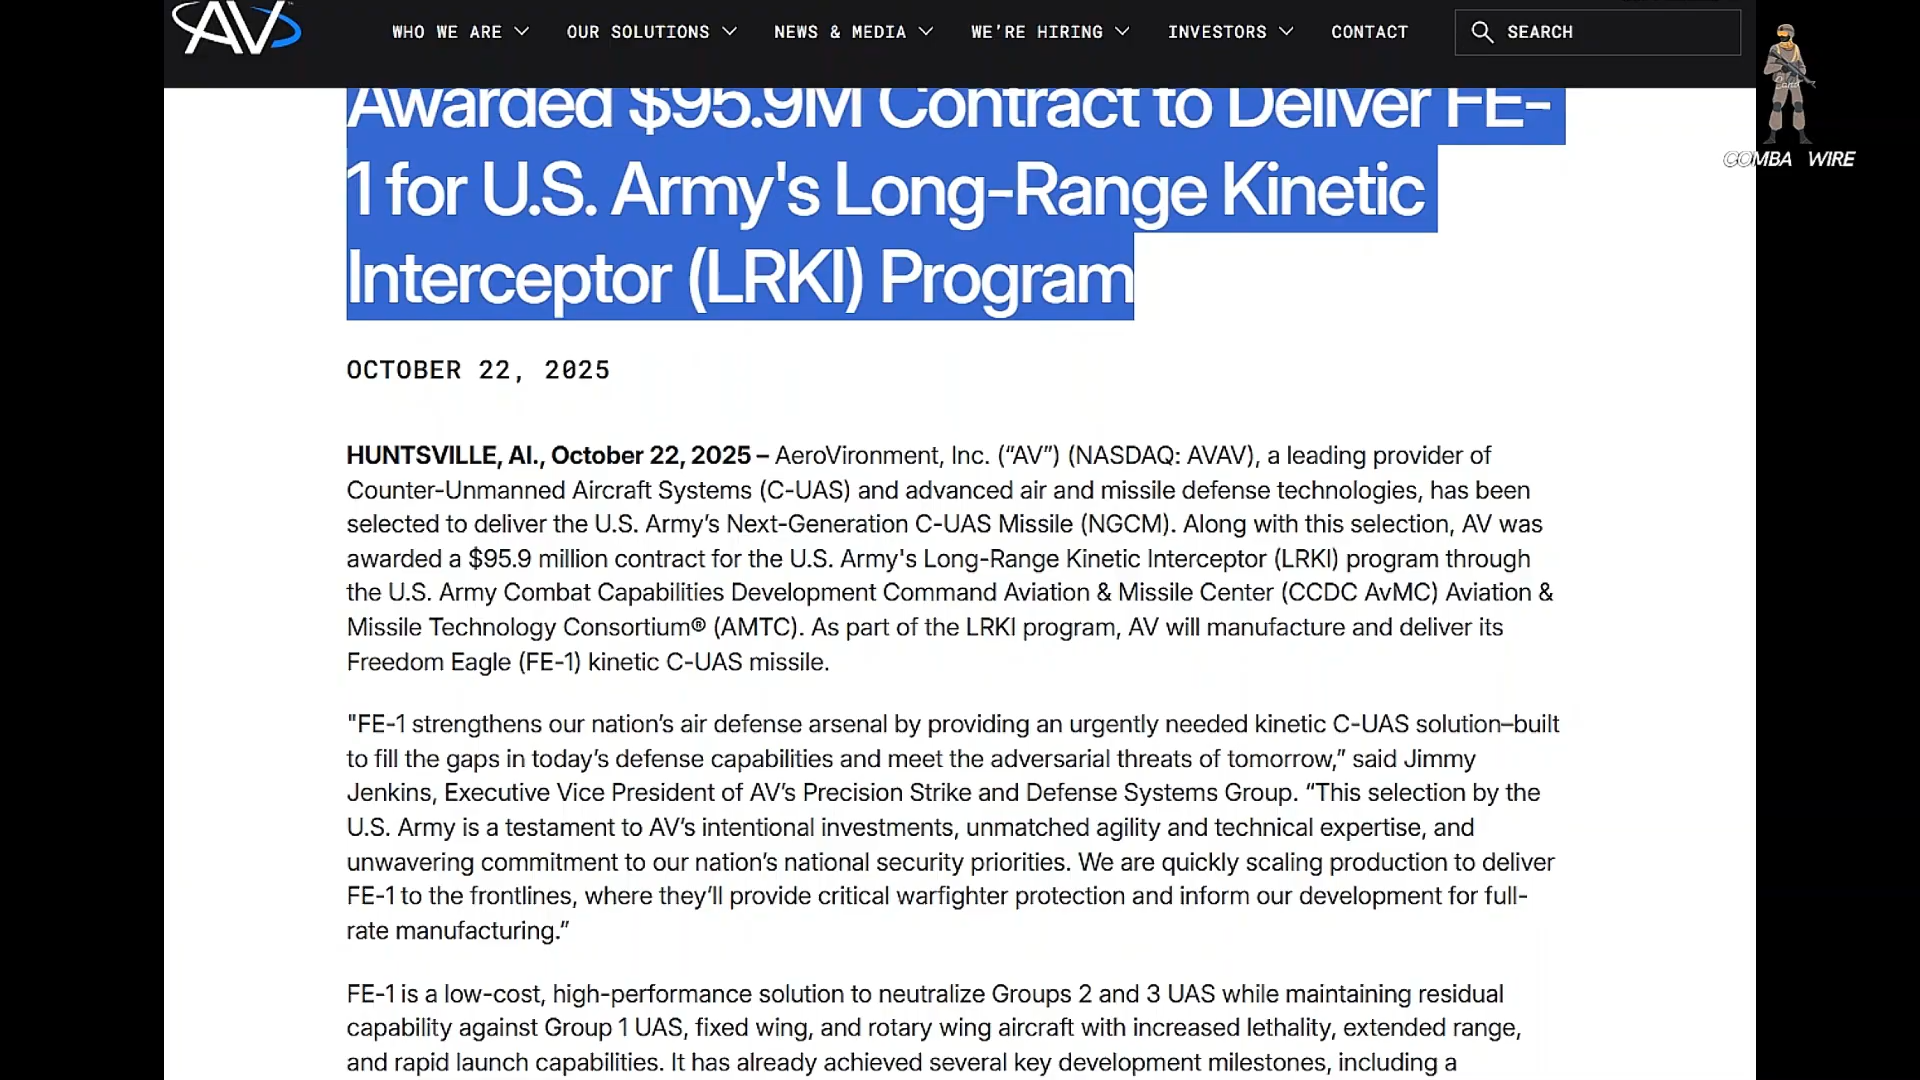 AV
WHO WE ARE
OUR SOLUTIONS
NEWS & MEDIA
WE'RE HIRING
INVESTORS
CONTACT
SEARCH
COMBA WIRE
Awarded $95.9M Contract to Deliver FE-
1 for U.S. Army's Long-Range Kinetic
Interceptor (LRKI) Program
OCTOBER 22, 2025
HUNTSVILLE, Al., October 22, 2025 – AeroVironment, Inc. (“AV”) (NASDAQ: AVAV), a leading provider of
Counter-Unmanned Aircraft Systems (C-UAS) and advanced air and missile defense technologies, has been
selected to deliver the U.S. Army’s Next-Generation C-UAS Missile (NGCM). Along with this selection, AV was
awarded a $95.9 million contract for the U.S. Army's Long-Range Kinetic Interceptor (LRKI) program through
the U.S. Army Combat Capabilities Development Command Aviation & Missile Center (CCDC AvMC) Aviation &
Missile Technology Consortium® (AMTC). As part of the LRKI program, AV will manufacture and deliver its
Freedom Eagle (FE-1) kinetic C-UAS missile.
"FE-1 strengthens our nation’s air defense arsenal by providing an urgently needed kinetic C-UAS solution–built
to fill the gaps in today’s defense capabilities and meet the adversarial threats of tomorrow,” said Jimmy
Jenkins, Executive Vice President of AV’s Precision Strike and Defense Systems Group. “This selection by the
U.S. Army is a testament to AV’s intentional investments, unmatched agility and technical expertise, and
unwavering commitment to our nation’s national security priorities. We are quickly scaling production to deliver
FE-1 to the frontlines, where they’ll provide critical warfighter protection and inform our development for full-
rate manufacturing.”
FE-1 is a low-cost, high-performance solution to neutralize Groups 2 and 3 UAS while maintaining residual
capability against Group 1 UAS, fixed wing, and rotary wing aircraft with increased lethality, extended range,
and rapid launch capabilities. It has already achieved several key development milestones, including a